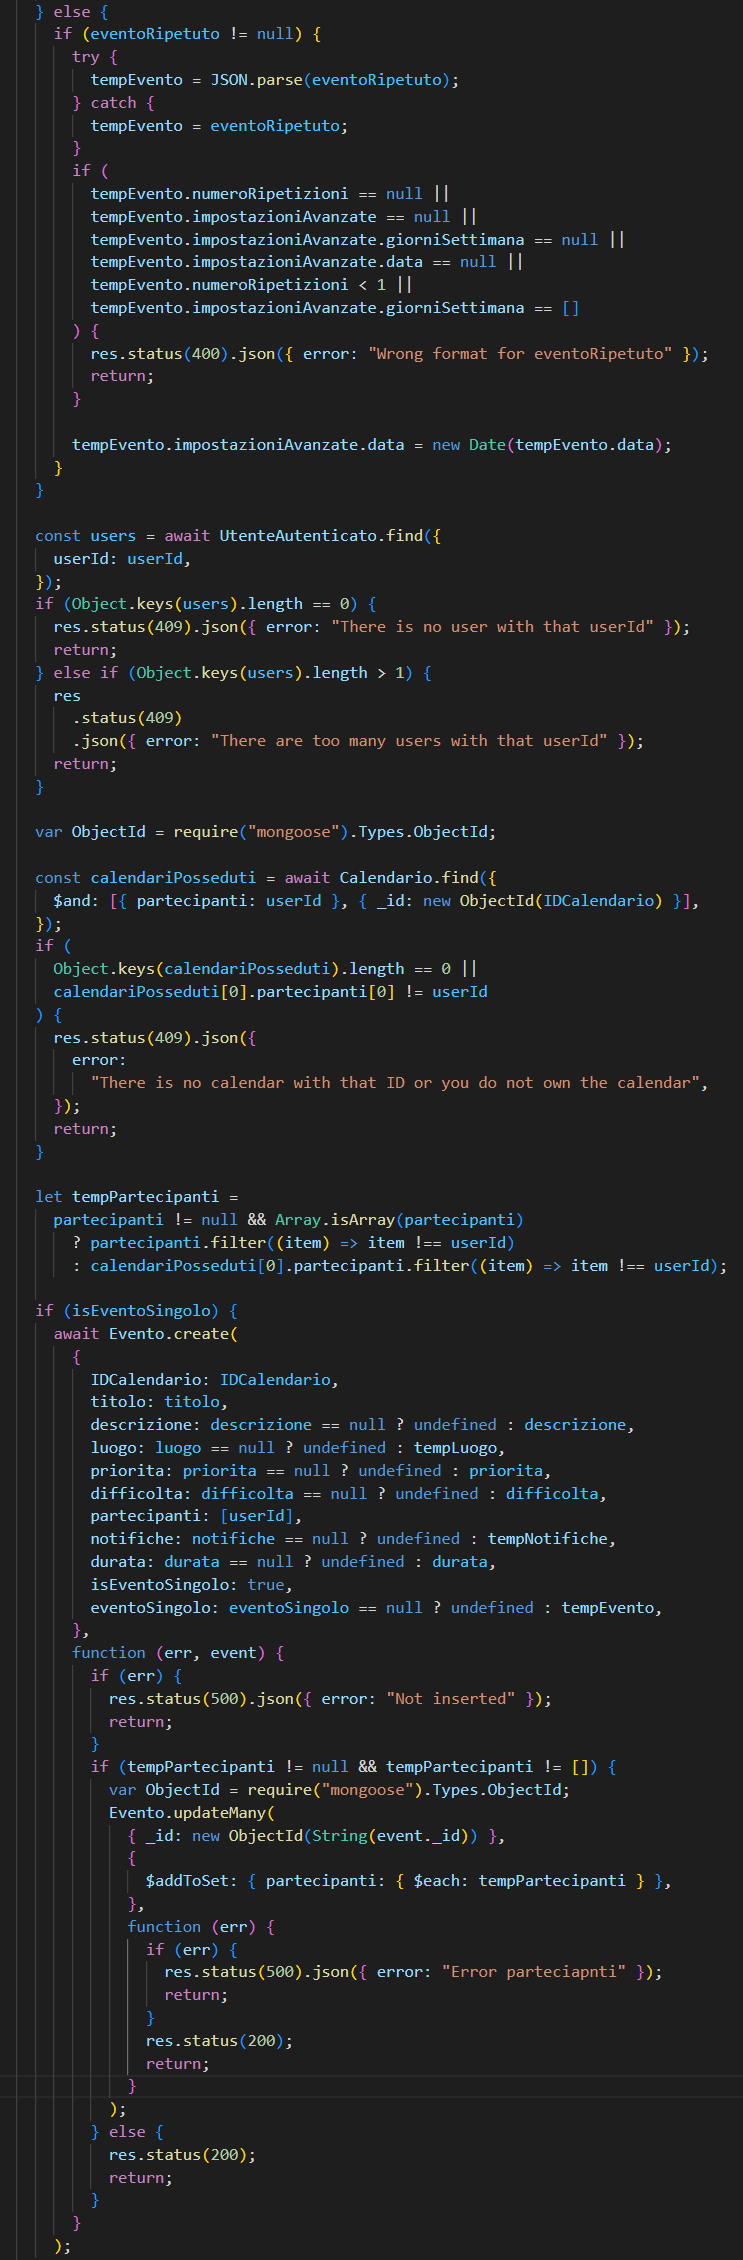 } else {
if (eventoRipetuto != null) {
try {
tempEvento = JSON.parse(eventoRipetuto);
} catch {
tempEvento = eventoRipetuto;
}
if (
tempEvento.numeroRipetizioni == null ||
tempEvento.impostazioniAvanzate == null ||
tempEvento.impostazioniAvanzate.giorniSettimana == null ||
tempEvento.impostazioniAvanzate.data == null ||
tempEvento.numeroRipetizioni < 1 ||
tempEvento.impostazioniAvanzate.giorniSettimana == []
) {
res.status(400).json({ error: "Wrong format for eventoRipetuto" });
return;
}
tempEvento.impostazioniAvanzate.data = new Date(tempEvento.data);
}
}
const users = await UtenteAutenticato.find({
userId: userId,
});
if (Object.keys(users).length == 0) {
res.status(409).json({ error: "There is no user with that userId" });
return;
} else if (Object.keys(users).length > 1) {
res
.status(409)
.json({ error: "There are too many users with that userId" });
return;
}
var ObjectId = require("mongoose").Types.ObjectId;
const calendariPosseduti = await Calendario.find({
$and: [{ partecipanti: userId }, { _id: new ObjectId(IDCalendario) }],
});
if (
Object.keys(calendariPosseduti).length == 0 ||
calendariPosseduti[0].partecipanti[0] != userId
) {
res.status(409).json({
error:
"There is no calendar with that ID or you do not own the calendar",
});
return;
}
let tempPartecipanti =
partecipanti != null && Array.isArray(partecipanti)
? partecipanti.filter((item) => item !== userId)
: calendariPosseduti[0].partecipanti.filter((item) => item !== userId);
if (isEventoSingolo) {
await Evento.create(
{
IDCalendario: IDCalendario,
titolo: titolo,
descrizione: descrizione == null ? undefined : descrizione,
luogo: luogo == null ? undefined : tempLuogo,
priorita: priorita == null ? undefined : priorita,
difficolta: difficolta == null ? undefined : difficolta,
partecipanti: [userId],
notifiche: notifiche == null ? undefined : tempNotifiche,
durata: durata == null ? undefined : durata,
isEventoSingolo: true,
eventoSingolo: eventoSingolo == null ? undefined : tempEvento,
},
function (err, event) {
if (err) {
res.status(500).json({ error: "Not inserted" });
return;
}
if (tempPartecipanti != null && tempPartecipanti != []) {
var ObjectId = require("mongoose").Types.ObjectId;
Evento.updateMany(
{ _id: new ObjectId(String(event._id)) },
{
$addToSet: { partecipanti: { $each: tempPartecipanti } },
},
function (err) {
if (err) {
res.status(500).json({ error: "Error parteciapnti" });
return;
}
res.status(200);
return;
}
);
} else {
res.status(200);
return;
}
}
);